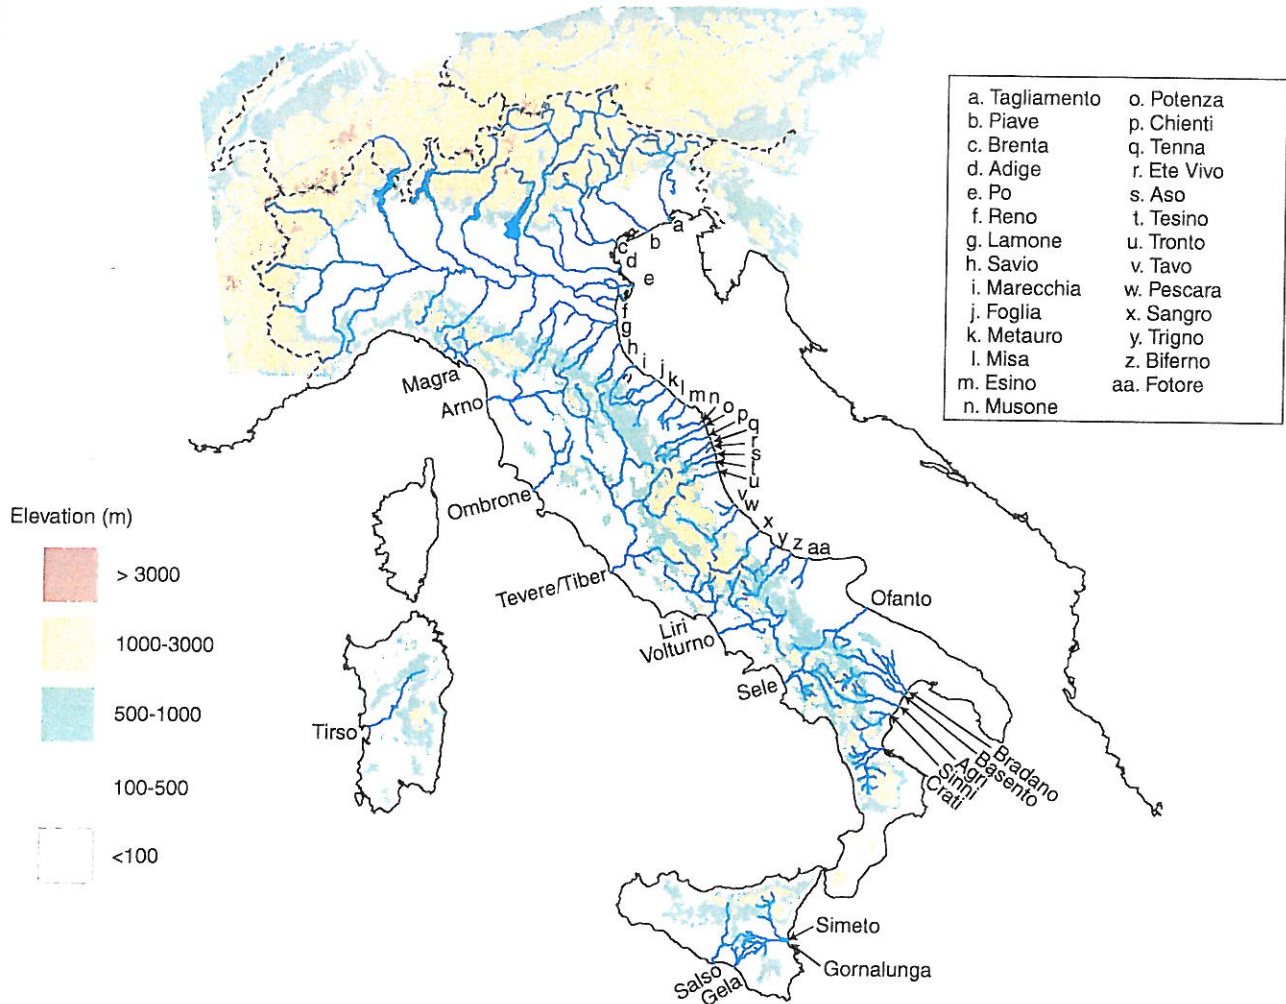 a. Tagliamento
b. Piave
c. Brenta
d. Adige
e. Po
f. Reno
g. Lamone
h. Savio
i. Marecchia
j. Foglia
k. Metauro
l. Misa
m. Esino
n. Musone
o. Potenza
p. Chienti
q. Tenna
r. Ete Vivo
s. Aso
t. Tesino
u. Tronto
v. Tavo
w. Pescara
x. Sangro
y. Trigno
z. Biferno
aa. Fotore
a
b
c
d
e
f
g
h
i
j
k
l
m
n
o
p
q
r
s
t
u
v
w
x
y
z
aa
Magra
Arno
Ombrone
Tevere/Tiber
Liri
Volturno
Sele
Tirso
Ofanto
Bradano
Basento
Agri
Sinni
Crati
Simeto
Gornalunga
Salso
Gela
Elevation (m)
> 3000
1000-3000
500-1000
100-500
<100